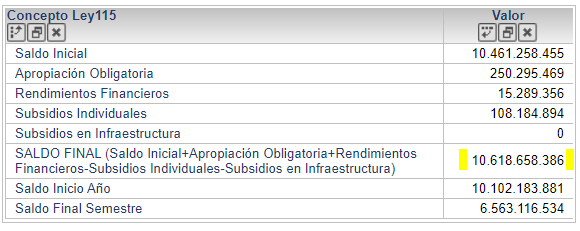 Concepto Ley115 Valor
Saldo Inicial 10.461.258.455
Apropiación Obligatoria 250.295.469
Rendimientos Financieros 15.289.356
Subsidios Individuales 108.184.894
Subsidios en Infraestructura 0
SALDO FINAL (Saldo Inicial+Apropiación Obligatoria+Rendimientos
Financieros-Subsidios Individuales-Subsidios en Infraestructura) 10.618.658.386
Saldo Inicio Año 10.102.183.881
Saldo Final Semestre 6.563.116.534